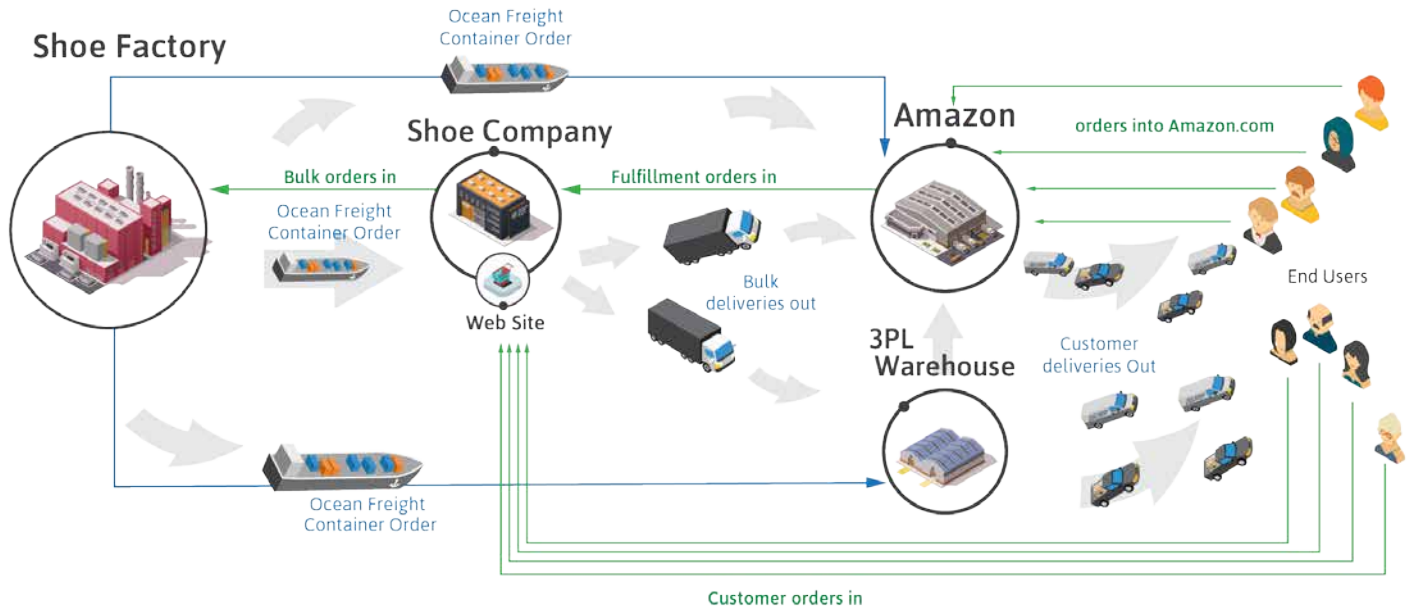 Ocean Freight
Container Order
Shoe Factory
Shoe Company
Amazon
orders into Amazon.com
Bulk orders in
Fulfillment orders in
Ocean Freight
Container Order
Web Site
Bulk
deliveries out
End Users
3PL
Warehouse
Customer
deliveries Out
Ocean Freight
Container Order
Customer orders in